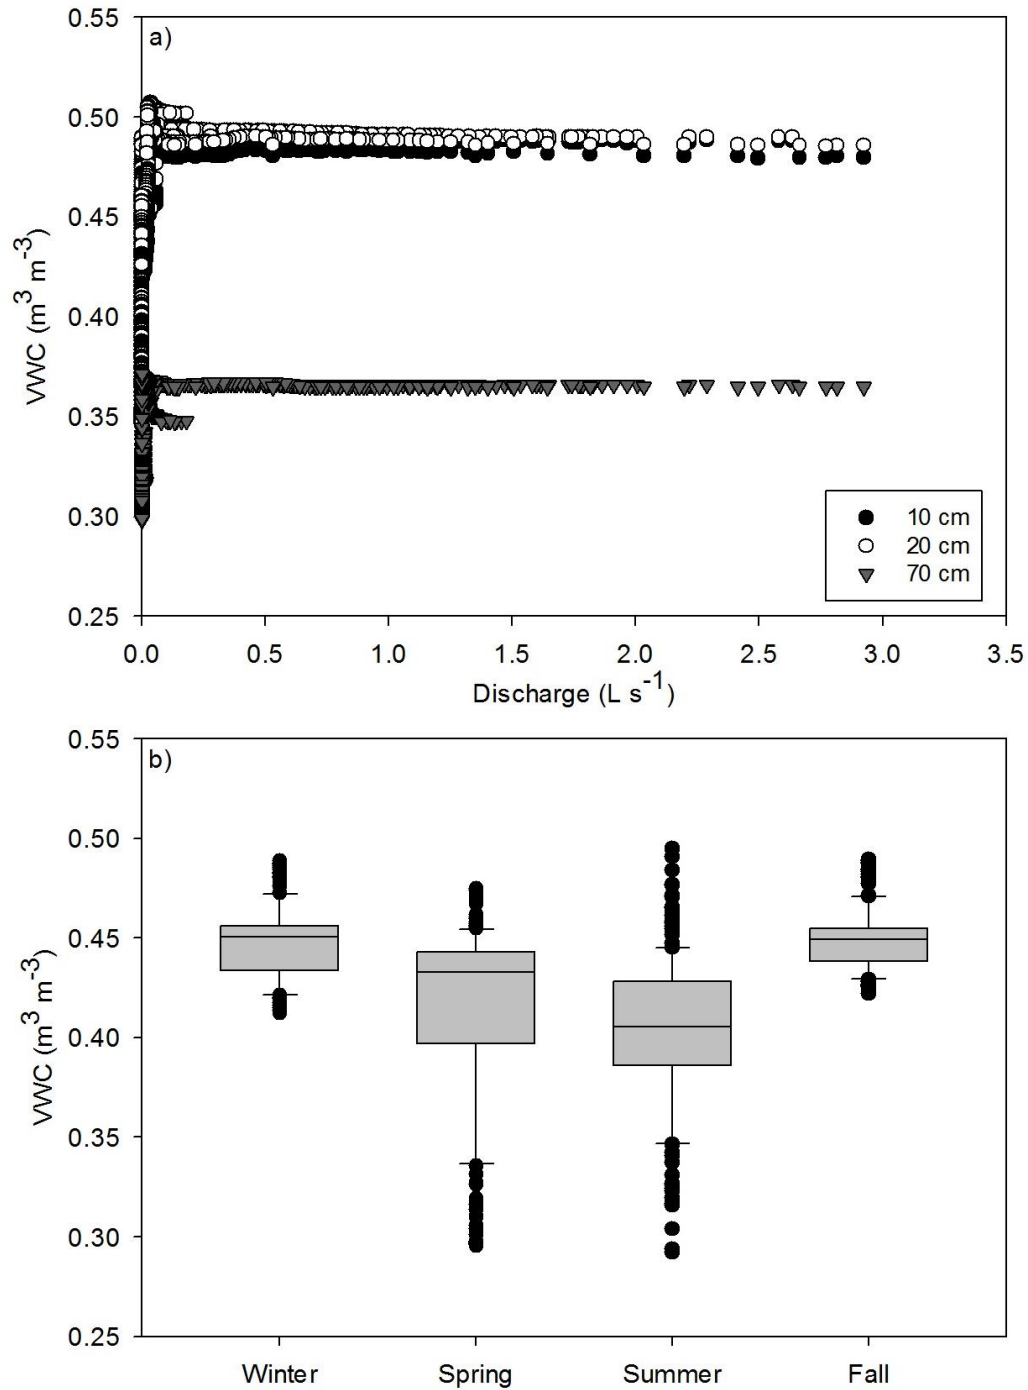 a)
0.55
0.50
0.45
0.40
0.35
0.30
0.25
VWC (m³ m⁻³)
10 cm
20 cm
70 cm
0.0 0.5 1.0 1.5 2.0 2.5 3.0 3.5
Discharge (L s⁻¹)
b)
0.55
0.50
0.45
0.40
0.35
0.30
0.25
VWC (m³ m⁻³)
Winter Spring Summer Fall